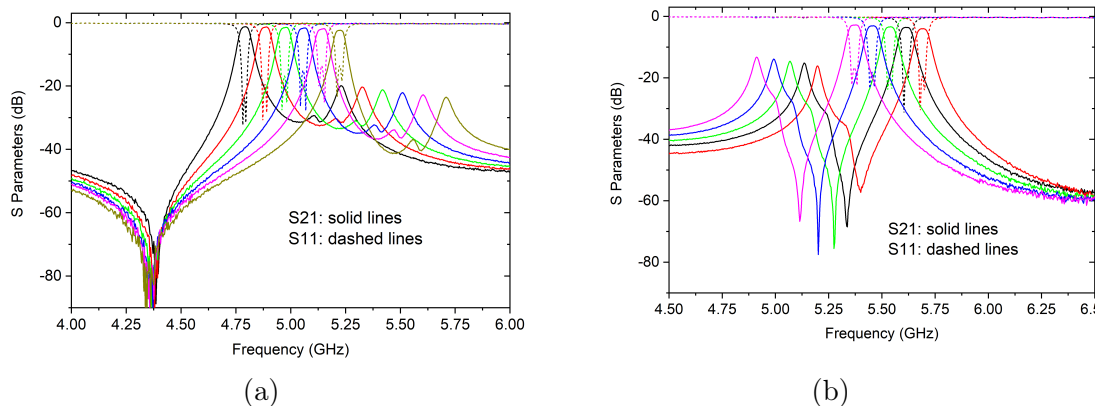 0
-20
-40
-60
-80
S Parameters (dB)
S21: solid lines
S11: dashed lines
4.00 4.25 4.50 4.75 5.00 5.25 5.50 5.75 6.00
Frequency (GHz)
(a)
0
-20
-40
-60
-80
S Parameters (dB)
S21: solid lines
S11: dashed lines
4.50 4.75 5.00 5.25 5.50 5.75 6.00 6.25 6.5
Frequency (GHz)
(b)